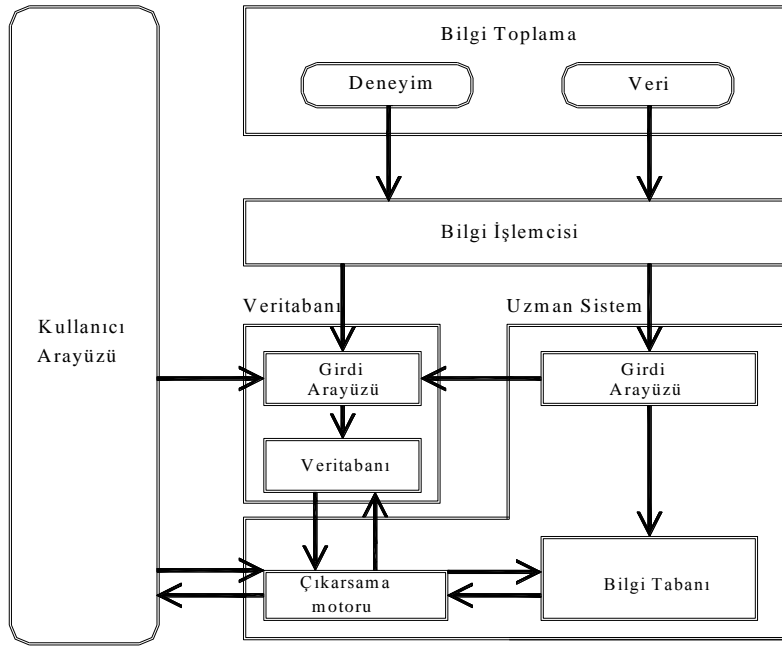 Bilgi Toplama
Deneyim
Veri
Bilgi İşlemcisi
Kullanıcı
Arayüzü
Veritabanı
Uzman Sistem
Girdi
Arayüzü
Girdi
Arayüzü
Veritabanı
Çıkarsama
motoru
Bilgi Tabanı